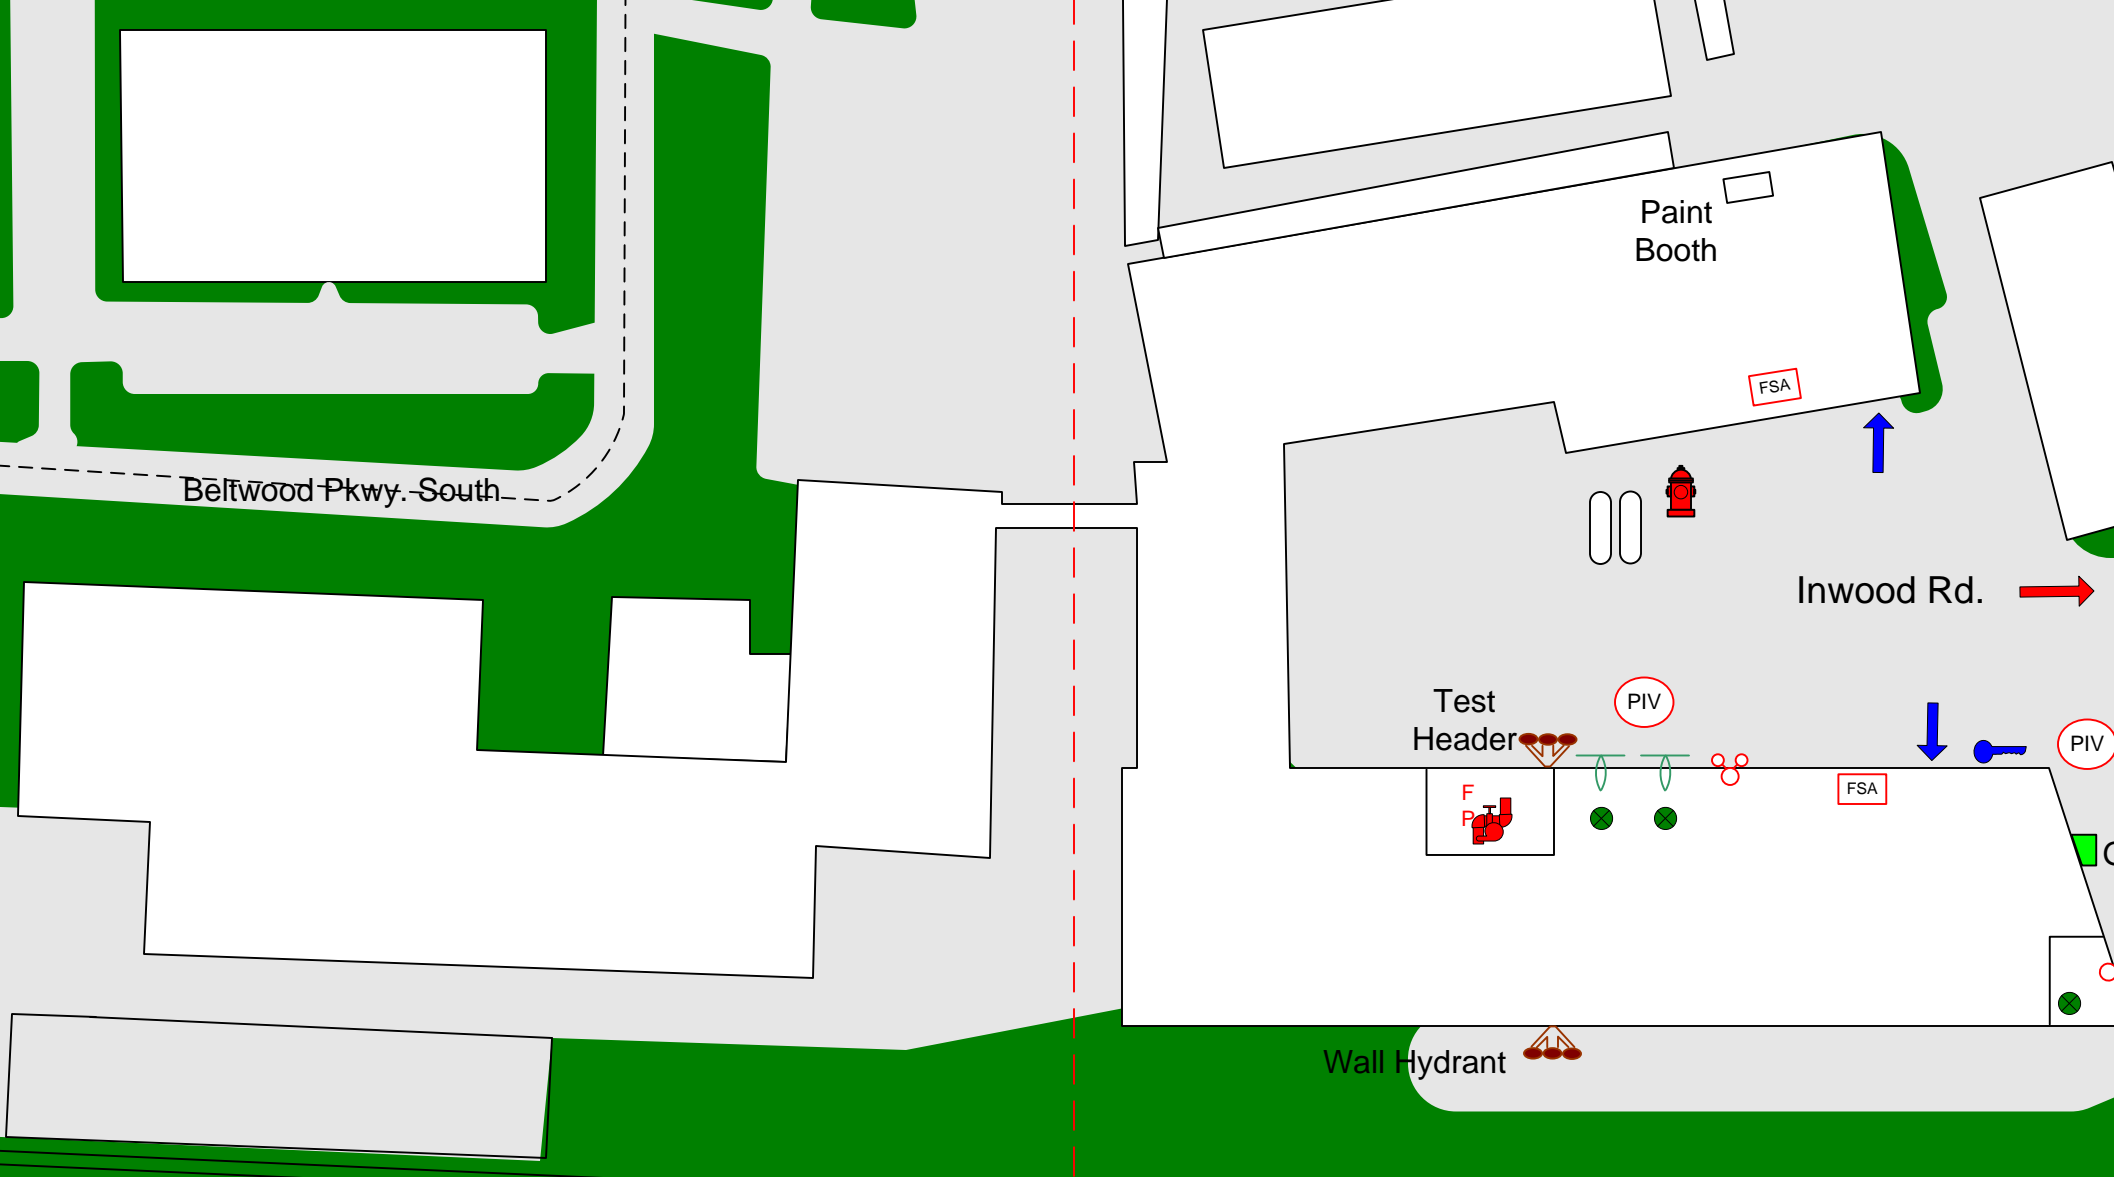 Paint
Booth
FSA
Beltwood Pkwy. South
Inwood Rd.
Test
Header
PIV
PIV
F
P
FSA
Wall Hydrant